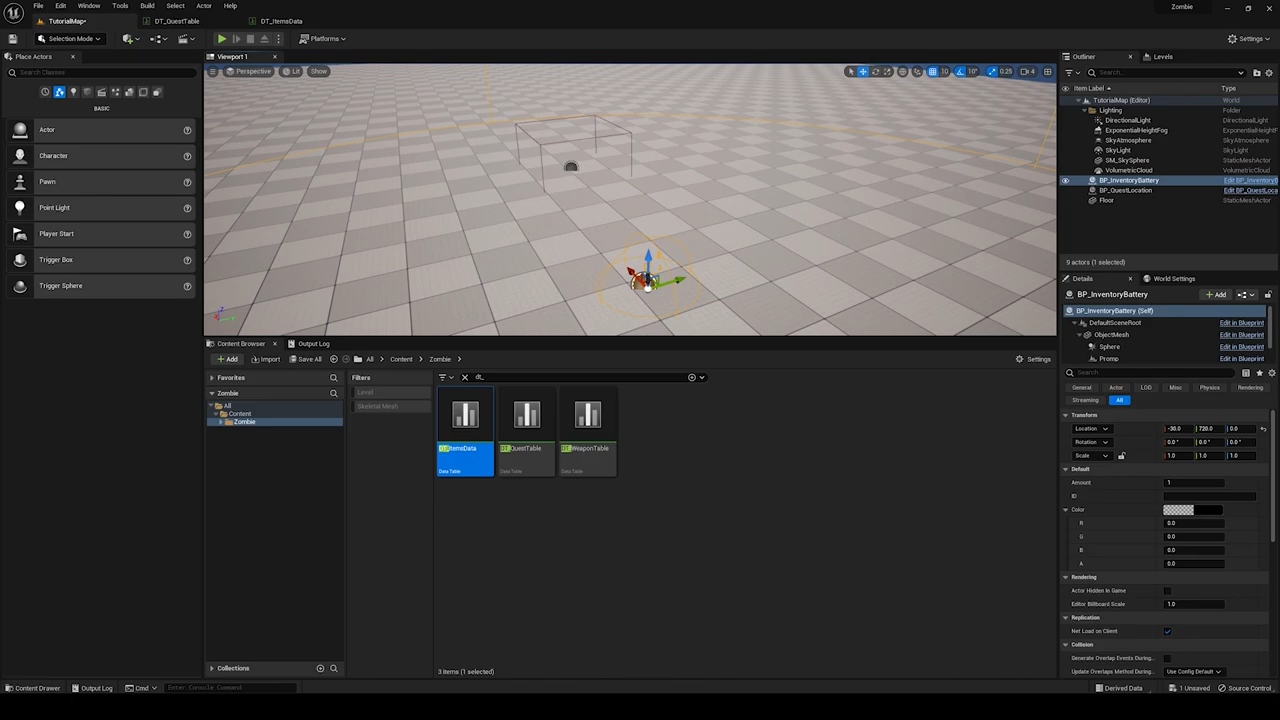 File Edit Window Tools Build Select Actor Help
Zombie
TutorialMap•
DT_QuestTable
DT_ItemsData
Selection Mode
Platforms
Settings
Place Actors
Search Classes
BASIC
Actor
Character
Pawn
Point Light
Player Start
Trigger Box
Trigger Sphere
Viewport 1
Perspective
Lit
Show
10
10°
0.25
4
Outliner
Levels
Search...
Item Label
Type
TutorialMap (Editor)
World
Lighting
Folder
DirectionalLight
DirectionalLight
ExponentialHeightFog
ExponentialHeightF
SkyAtmosphere
SkyAtmosphere
SkyLight
SkyLight
SM_SkySphere
StaticMeshActor
VolumetricCloud
VolumetricCloud
BP_InventoryBattery
Edit BP_InventoryB
BP_QuestLocation
Edit BP_QuestLoca
Floor
StaticMeshActor
9 actors (1 selected)
Details
World Settings
BP_InventoryBattery
Add
BP_InventoryBattery (Self)
DefaultSceneRoot
Edit in Blueprint
ObjectMesh
Edit in Blueprint
Sphere
Edit in Blueprint
Promp
Edit in Blueprint
Search
General
Actor
LOD
Misc
Physics
Rendering
Streaming
All
Transform
Location
-30.0
720.0
0.0
Rotation
0.0°
0.0°
0.0°
Scale
1.0
1.0
1.0
Default
Amount
1
ID
Color
R
0.0
G
0.0
B
0.0
A
0.0
Rendering
Actor Hidden In Game
Editor Billboard Scale
1.0
Replication
Net Load on Client
Collision
Generate Overlap Events During...
Update Overlaps Method During...
Use Config Default
Content Browser
Output Log
Add
Import
Save All
All
Content
Zombie
Settings
Favorites
Zombie
All
Content
Zombie
Collections
Filters
Level
Skeletal Mesh
dt_
DT_ItemsData
Data Table
DT_QuestTable
Data Table
DT_WeaponTable
Data Table
3 items (1 selected)
Content Drawer
Output Log
Cmd
Enter Console Command
Derived Data
1 Unsaved
Source Control